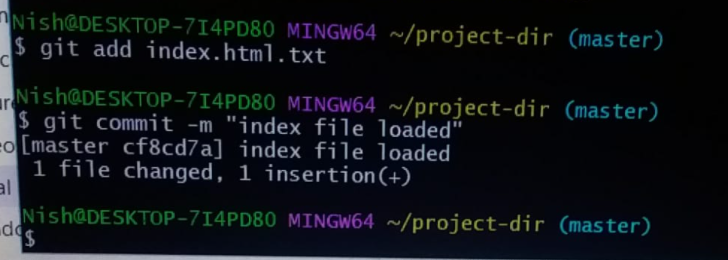 Nish@DESKTOP-7I4PD80 MINGW64 ~/project-dir (master)
$ git add index.html.txt
Nish@DESKTOP-7I4PD80 MINGW64 ~/project-dir (master)
$ git commit -m "index file loaded"
[master cf8cd7a] index file loaded
1 file changed, 1 insertion(+)
Nish@DESKTOP-7I4PD80 MINGW64 ~/project-dir (master)
$